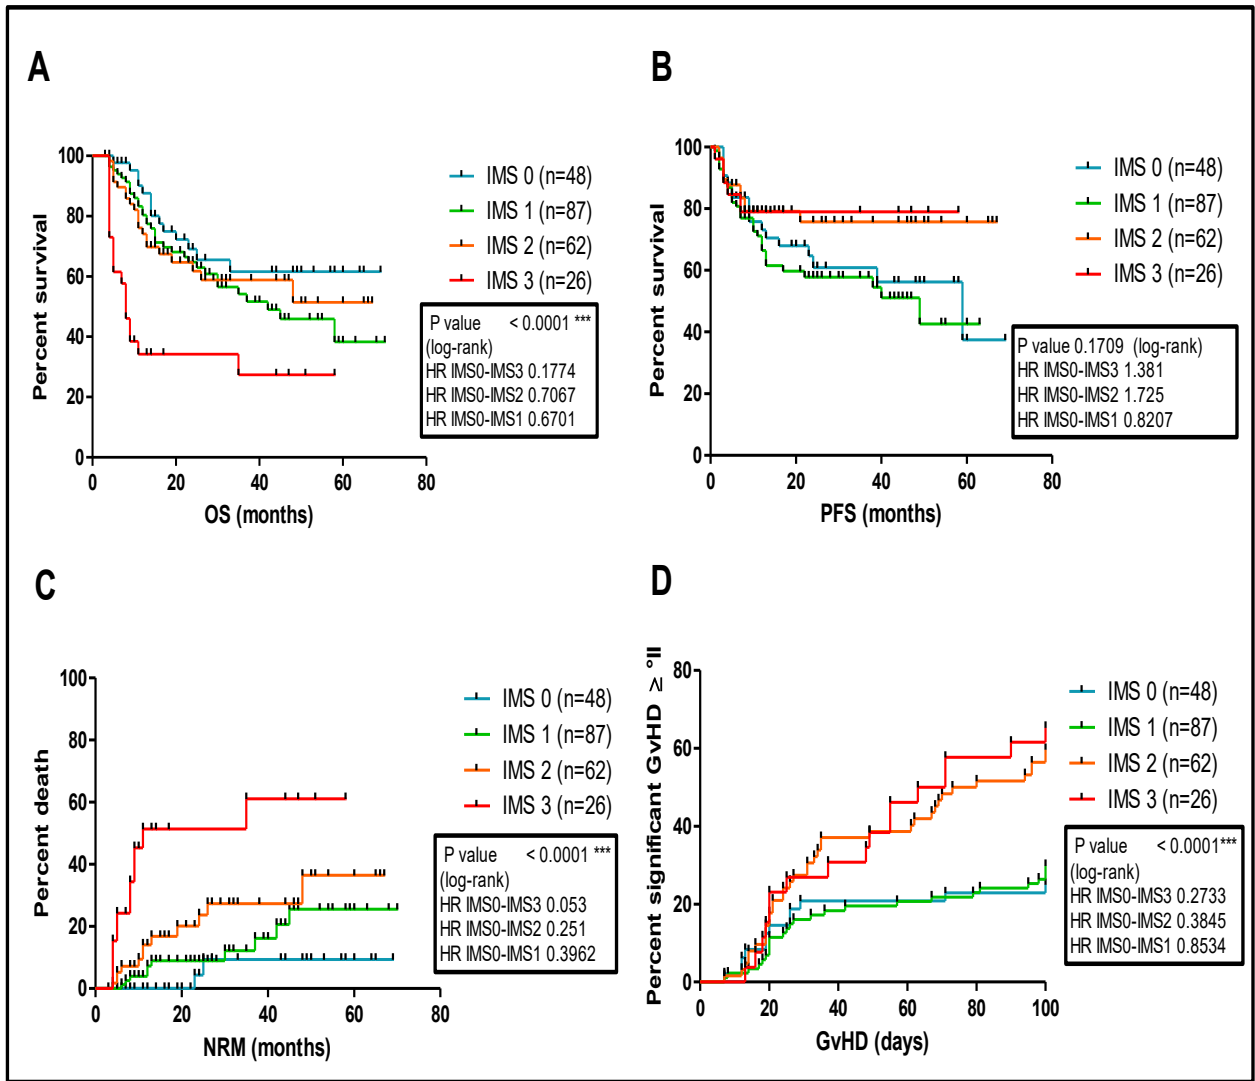 A
100
80
60
40
20
0
Percent survival
0 20 40 60 80
OS (months)
IMS 0 (n=48)
IMS 1 (n=87)
IMS 2 (n=62)
IMS 3 (n=26)
P value < 0.0001 ***
(log-rank)
HR IMS0-IMS3 0.1774
HR IMS0-IMS2 0.7067
HR IMS0-IMS1 0.6701
B
100
80
60
40
20
0
Percent survival
0 20 40 60 80
PFS (months)
IMS 0 (n=48)
IMS 1 (n=87)
IMS 2 (n=62)
IMS 3 (n=26)
P value 0.1709 (log-rank)
HR IMS0-IMS3 1.381
HR IMS0-IMS2 1.725
HR IMS0-IMS1 0.8207
C
100
80
60
40
20
0
Percent death
0 20 40 60 80
NRM (months)
IMS 0 (n=48)
IMS 1 (n=87)
IMS 2 (n=62)
IMS 3 (n=26)
P value < 0.0001 ***
(log-rank)
HR IMS0-IMS3 0.053
HR IMS0-IMS2 0.251
HR IMS0-IMS1 0.3962
D
80
60
40
20
0
Percent significant GvHD ≥ °II
0 20 40 60 80 100
GvHD (days)
IMS 0 (n=48)
IMS 1 (n=87)
IMS 2 (n=62)
IMS 3 (n=26)
P value < 0.0001***
(log-rank)
HR IMS0-IMS3 0.2733
HR IMS0-IMS2 0.3845
HR IMS0-IMS1 0.8534